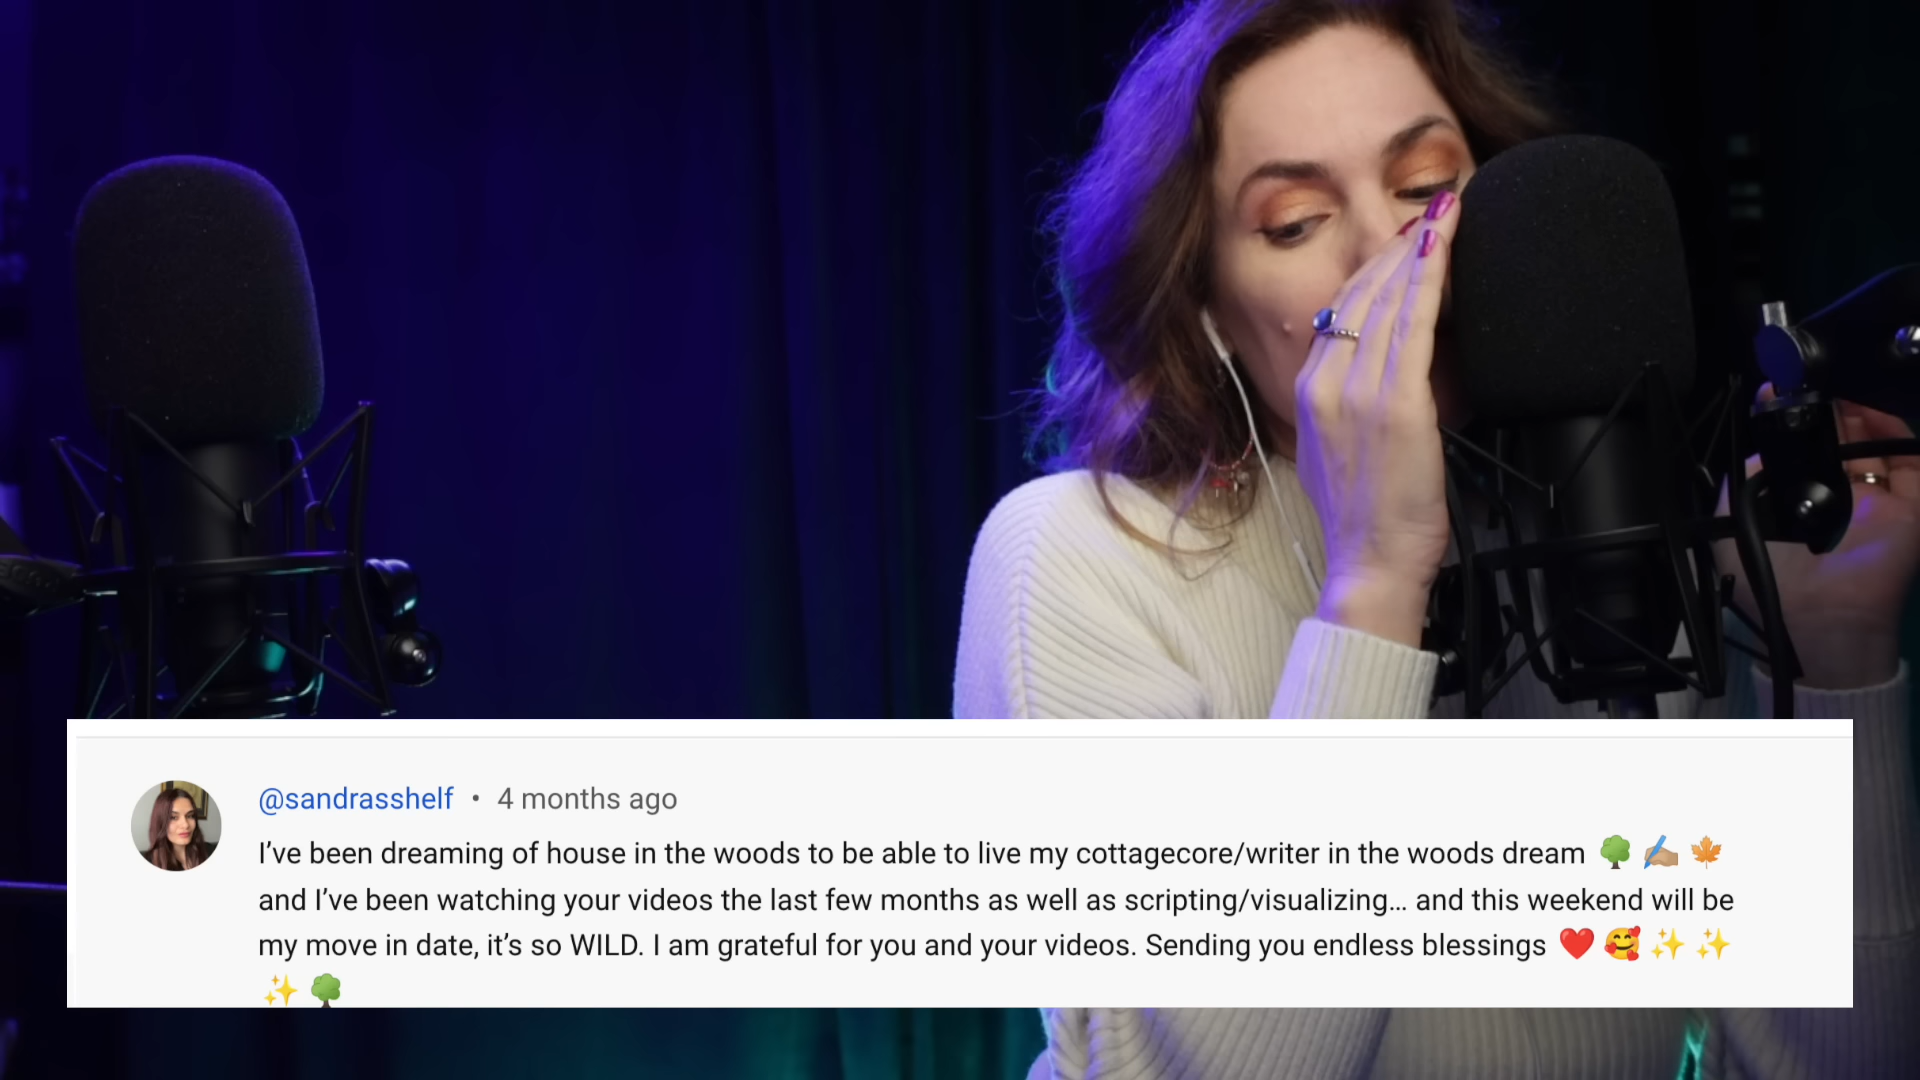 @sandrasshelf • 4 months ago
I’ve been dreaming of house in the woods to be able to live my cottagecore/writer in the woods dream 🌳 ✍🏼 🍁
and I’ve been watching your videos the last few months as well as scripting/visualizing... and this weekend will be
my move in date, it’s so WILD. I am grateful for you and your videos. Sending you endless blessings ❤️ 🥰 ✨ ✨
✨ 🌳